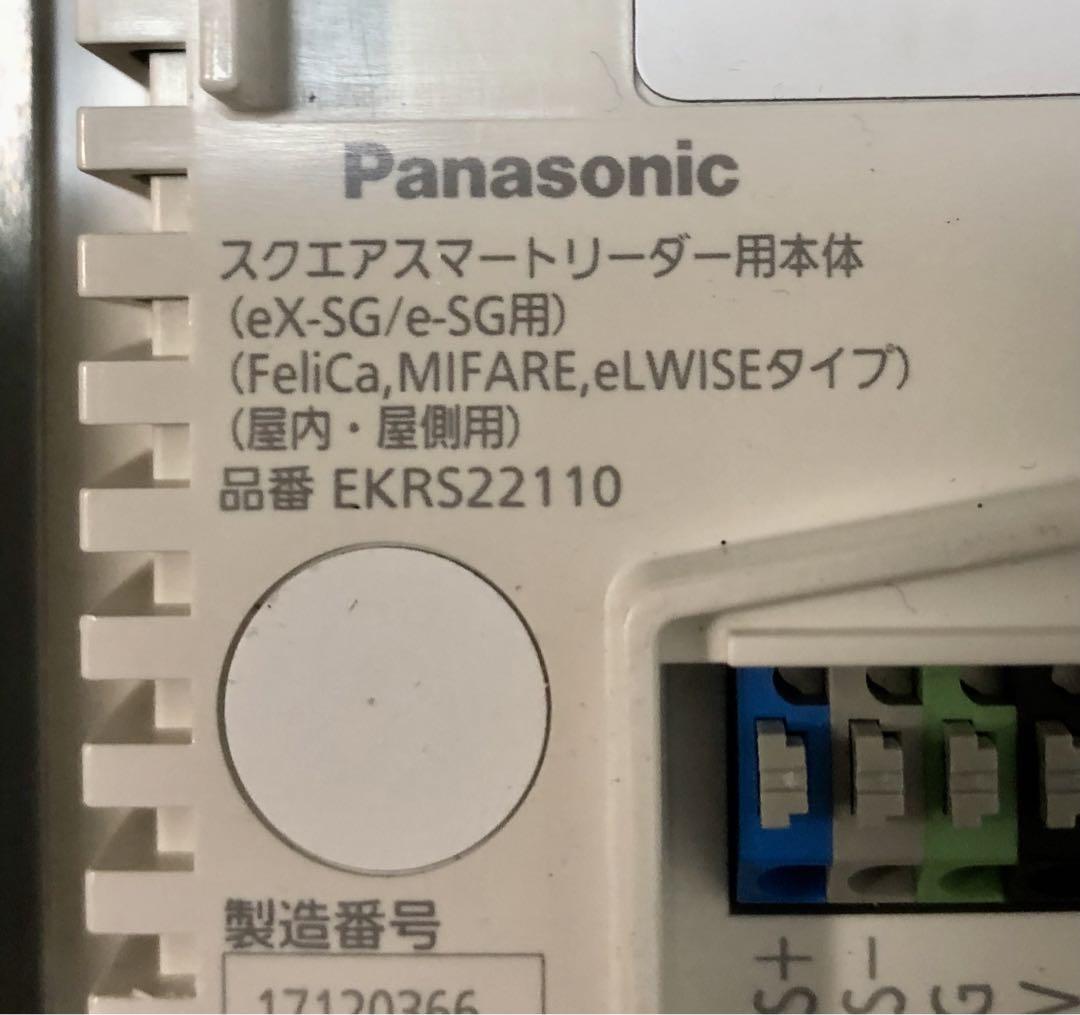 Panasonic
スクエアスマートリーダー用本体
(eX-SG/e-SG用)
(FeliCa,MIFARE,eLWISEタイプ)
(屋内・屋側用)
品番 EKRS22110
製造番号
17120366
S+
S-
G
V